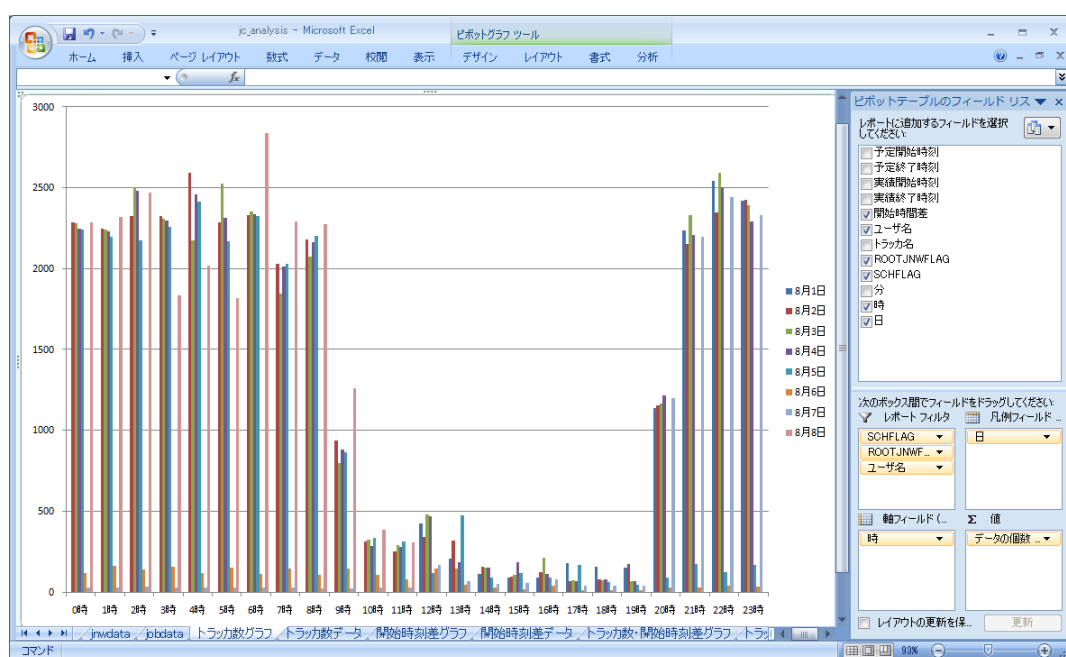 jc_analysis - Microsoft Excel
ピボットグラフ ツール
ホーム 挿入 ページ レイアウト 数式 データ 校閲 表示 デザイン レイアウト 書式 分析
fx
3000
2500
2000
1500
1000
500
0
0時 1時 2時 3時 4時 5時 6時 7時 8時 9時 10時 11時 12時 13時 14時 15時 16時 17時 18時 19時 20時 21時 22時 23時
8月1日
8月2日
8月3日
8月4日
8月5日
8月6日
8月7日
8月8日
ピボットテーブルのフィールド リスト
レポートに追加するフィールドを選択
してください:
予定開始時刻
予定終了時刻
実績開始時刻
実績終了時刻
開始時間差
ユーザ名
トラッカ名
ROOTJNWFLAG
SCHFLAG
分
時
日
次のボックス間でフィールドをドラッグしてください:
レポート フィルタ 凡例フィールド ...
SCHFLAG 日
ROOTJNWF...
ユーザ名
軸フィールド (... Σ 値
時 データの個数 ...
レイアウトの更新を保... 更新
jnwdata jobdata トラッカ数グラフ トラッカ数データ 開始時刻差グラフ 開始時刻差データ トラッカ数・開始時刻差グラフ トラッ
コマンド 93%